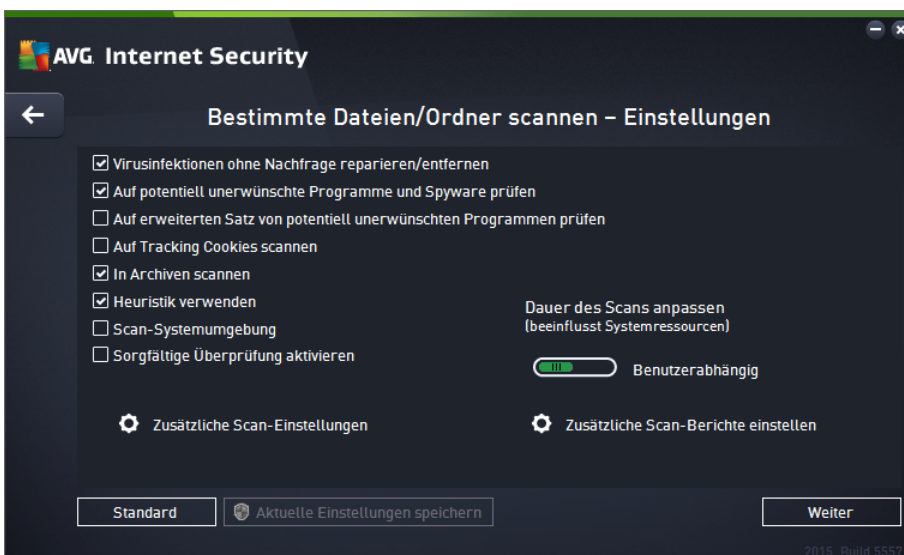 AVG Internet Security
Bestimmte Dateien/Ordner scannen – Einstellungen
Virusinfektionen ohne Nachfrage reparieren/entfernen
Auf potentiell unerwünschte Programme und Spyware prüfen
Auf erweiterten Satz von potentiell unerwünschten Programmen prüfen
Auf Tracking Cookies scannen
In Archiven scannen
Heuristik verwenden
Scan-Systemumgebung
Sorgfältige Überprüfung aktivieren
Dauer des Scans anpassen
(beeinflusst Systemressourcen)
Benutzerabhängig
Zusätzliche Scan-Einstellungen
Zusätzliche Scan-Berichte einstellen
Standard
Aktuelle Einstellungen speichern
Weiter
2015. Build 5557